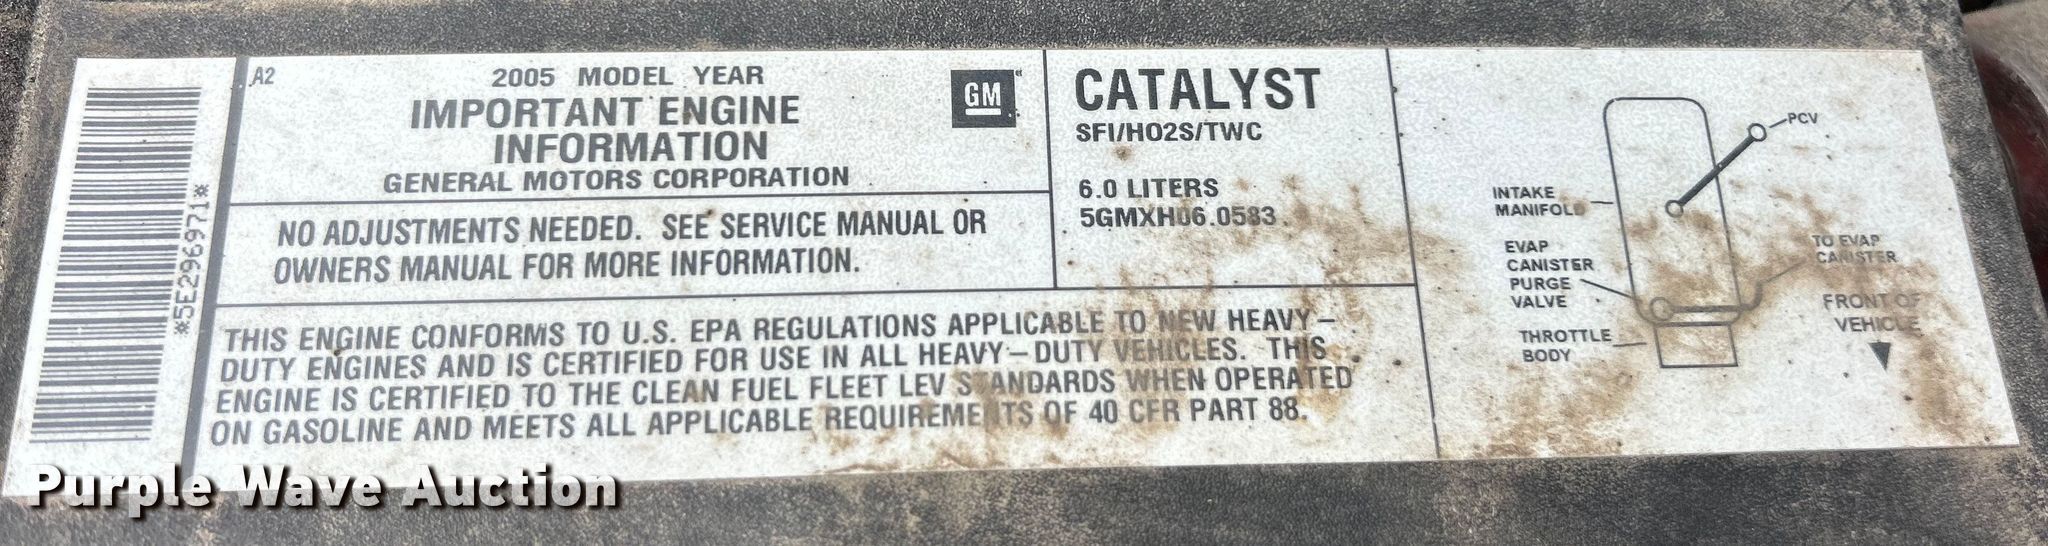 *5E296971*
A2
2005 MODEL YEAR
IMPORTANT ENGINE
INFORMATION
GENERAL MOTORS CORPORATION
GM
NO ADJUSTMENTS NEEDED. SEE SERVICE MANUAL OR
OWNERS MANUAL FOR MORE INFORMATION.
CATALYST
SFI/HO2S/TWC
6.0 LITERS
5GMXH06.0583
THIS ENGINE CONFORMS TO U.S. EPA REGULATIONS APPLICABLE TO NEW HEAVY–
DUTY ENGINES AND IS CERTIFIED FOR USE IN ALL HEAVY–DUTY VEHICLES. THIS
ENGINE IS CERTIFIED TO THE CLEAN FUEL FLEET LEV STANDARDS WHEN OPERATED
ON GASOLINE AND MEETS ALL APPLICABLE REQUIREMENTS OF 40 CFR PART 88.
PCV
INTAKE
MANIFOLD
EVAP
CANISTER
PURGE
VALVE
THROTTLE
BODY
TO EVAP
CANISTER
FRONT OF
VEHICLE
Purple Wave Auction